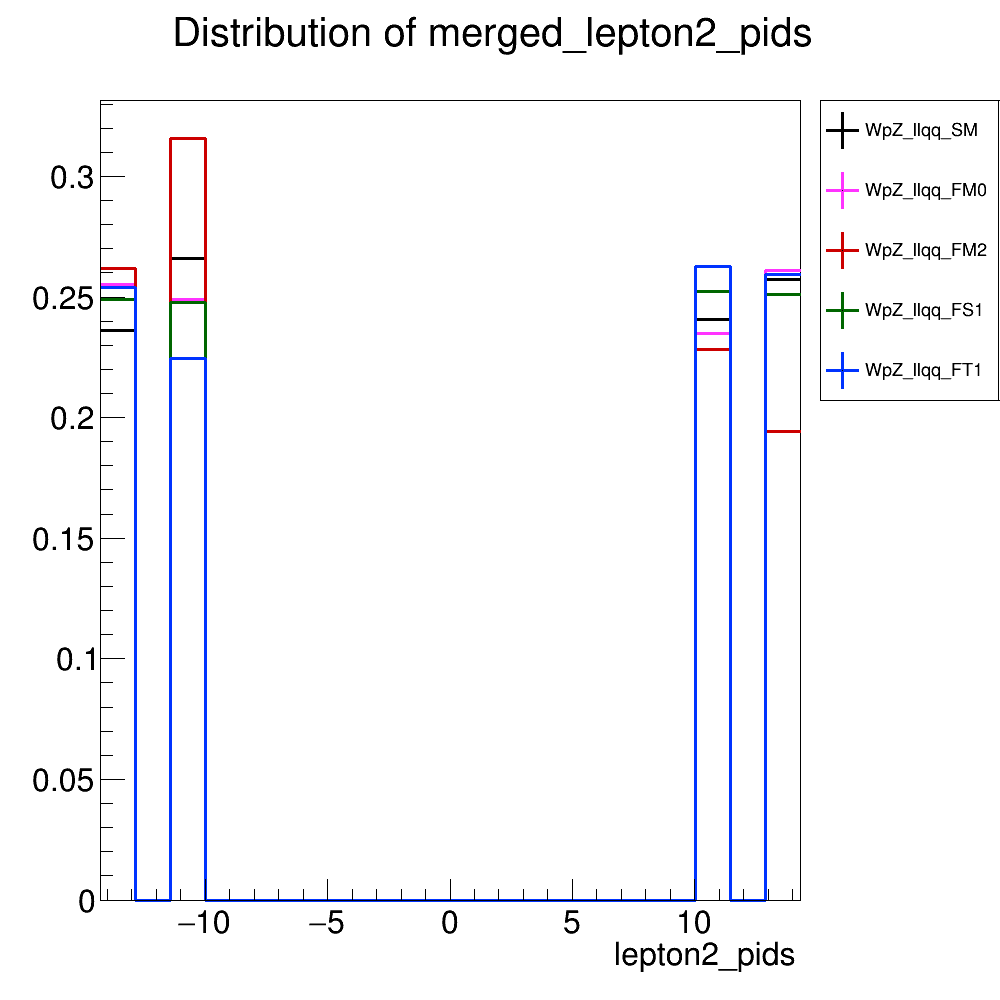 Distribution of merged_lepton2_pids
WpZ_llqq_SM
WpZ_llqq_FM0
WpZ_llqq_FM2
WpZ_llqq_FS1
WpZ_llqq_FT1
0.3
0.25
0.2
0.15
0.1
0.05
0
−10 −5 0 5 10
lepton2_pids